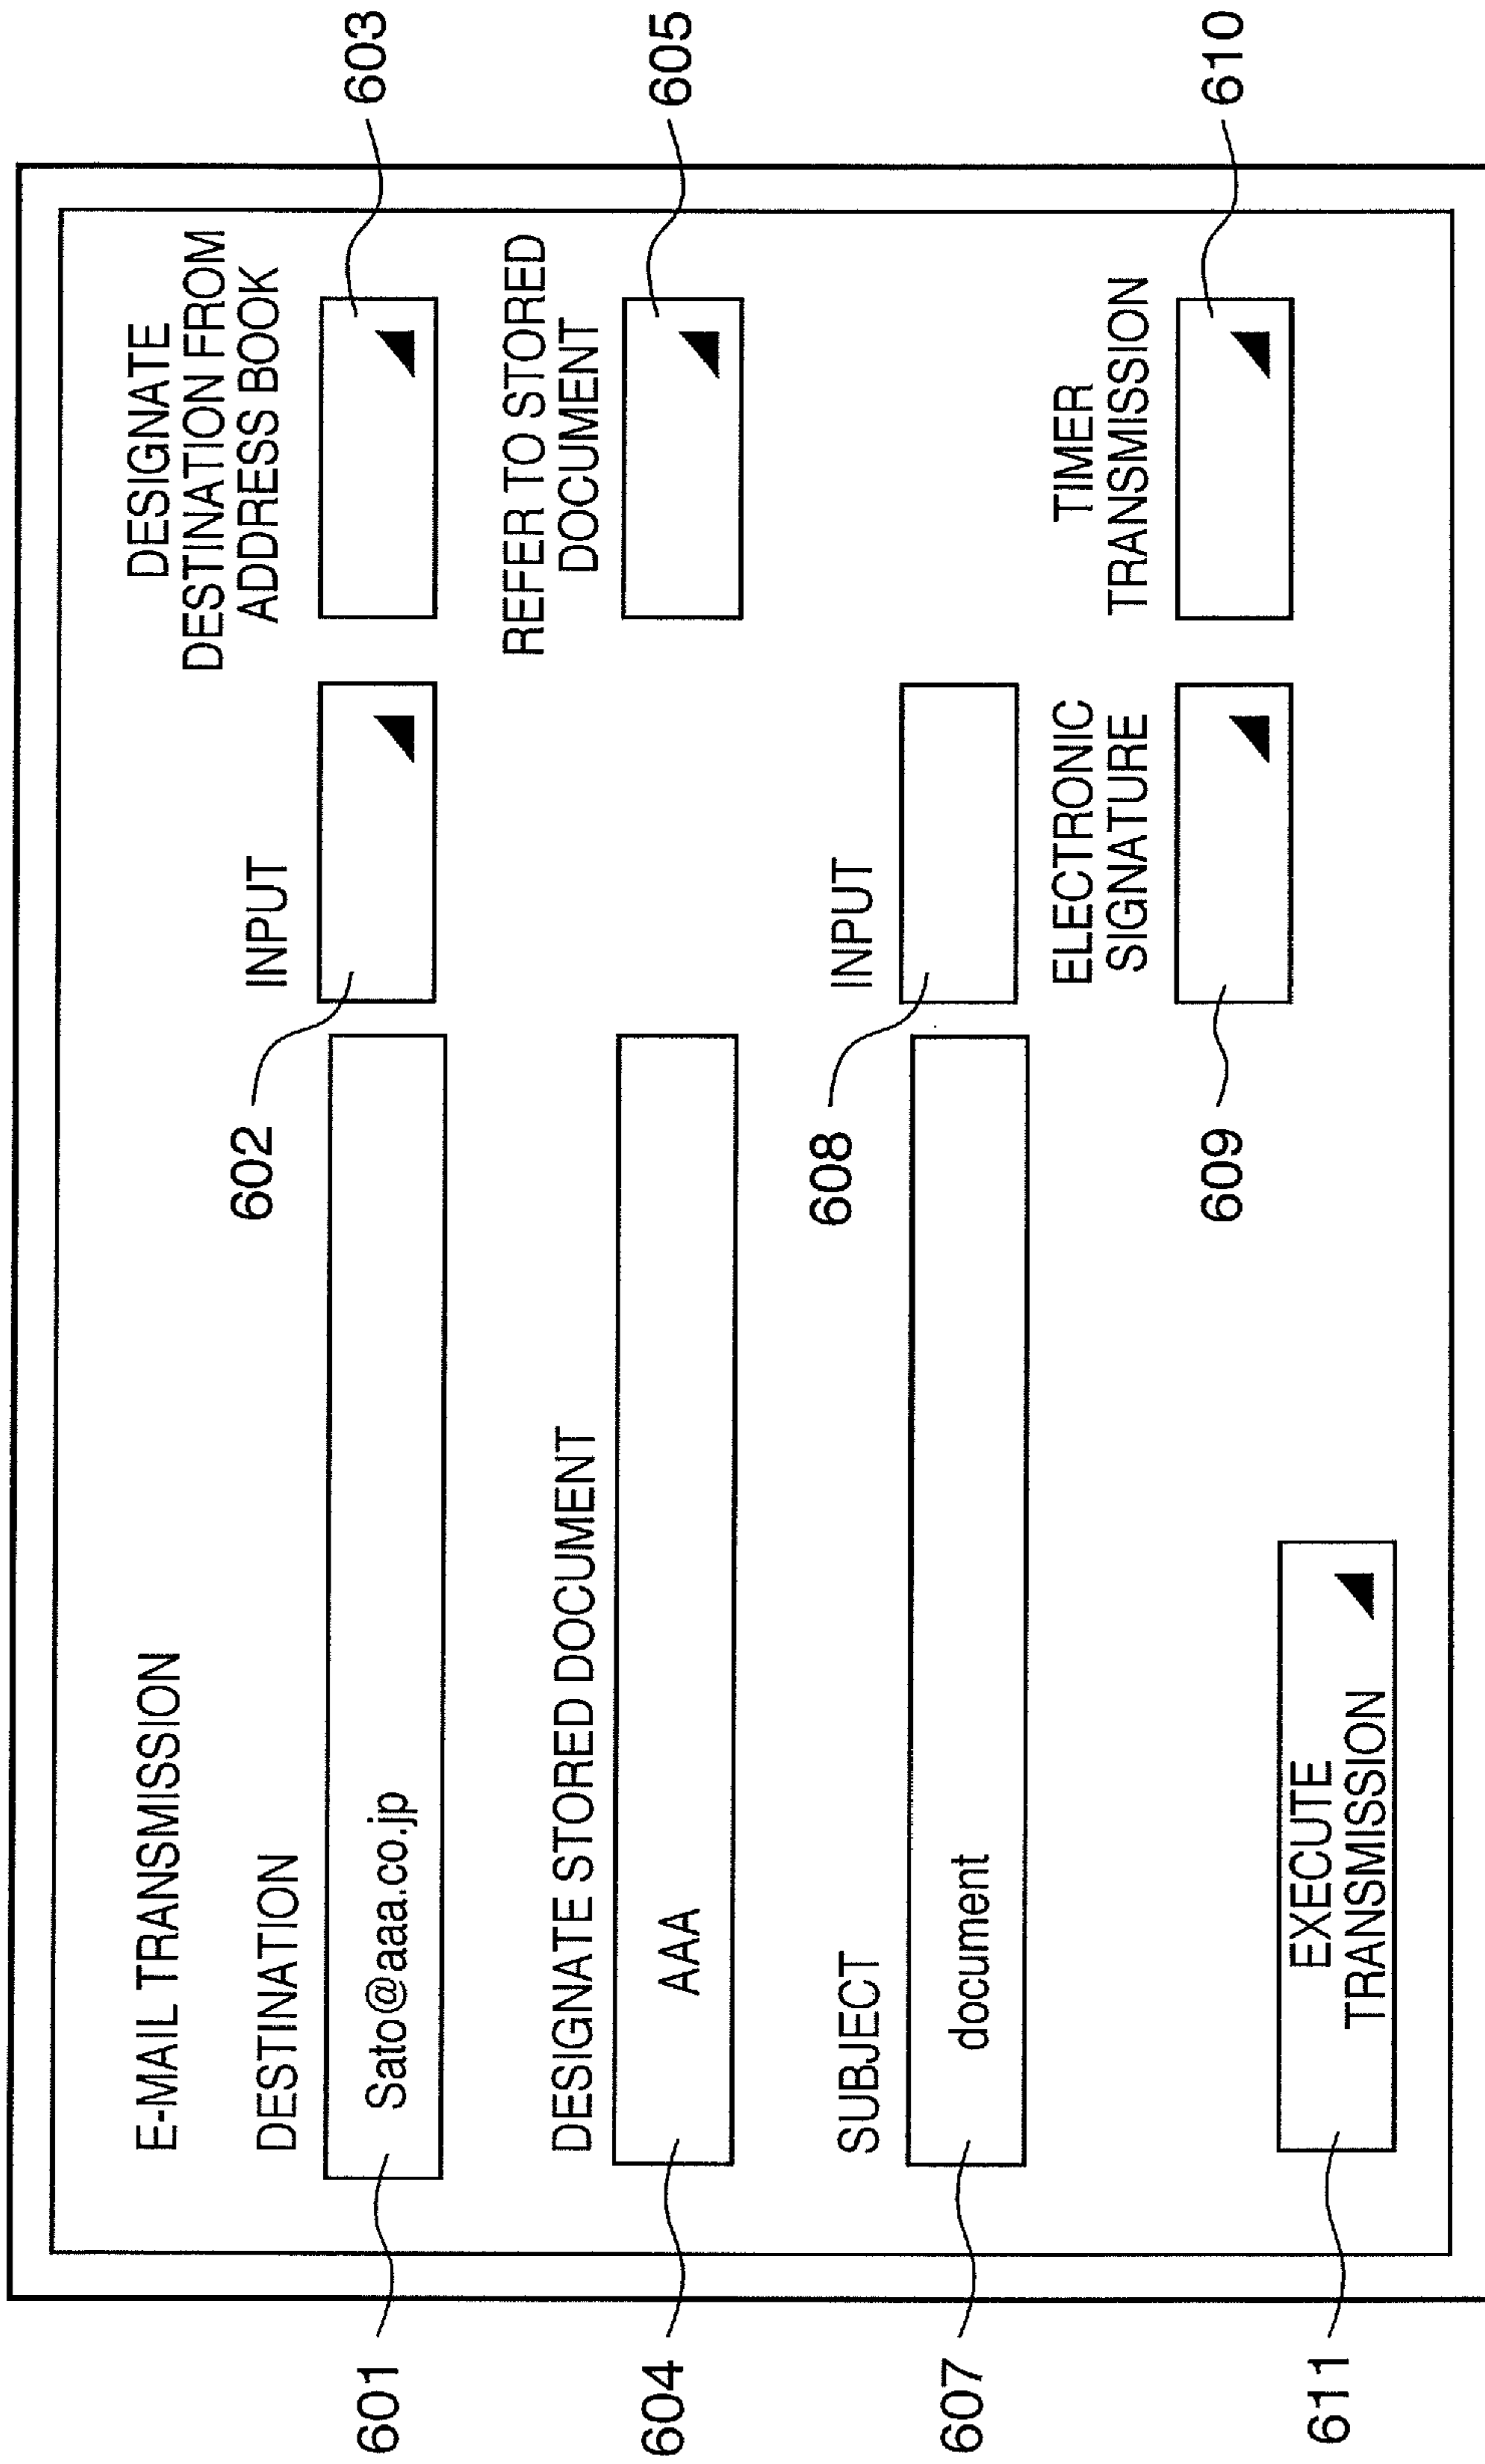 E-MAIL TRANSMISSION
DESTINATION
INPUT
DESIGNATE
DESTINATION FROM
ADDRESS BOOK
601
Sato@aaa.co.jp
602
603
DESIGNATE STORED DOCUMENT
REFER TO STORED
DOCUMENT
604
AAA
605
SUBJECT
INPUT
607
document
608
ELECTRONIC
SIGNATURE
TIMER
TRANSMISSION
609
610
611
EXECUTE
TRANSMISSION